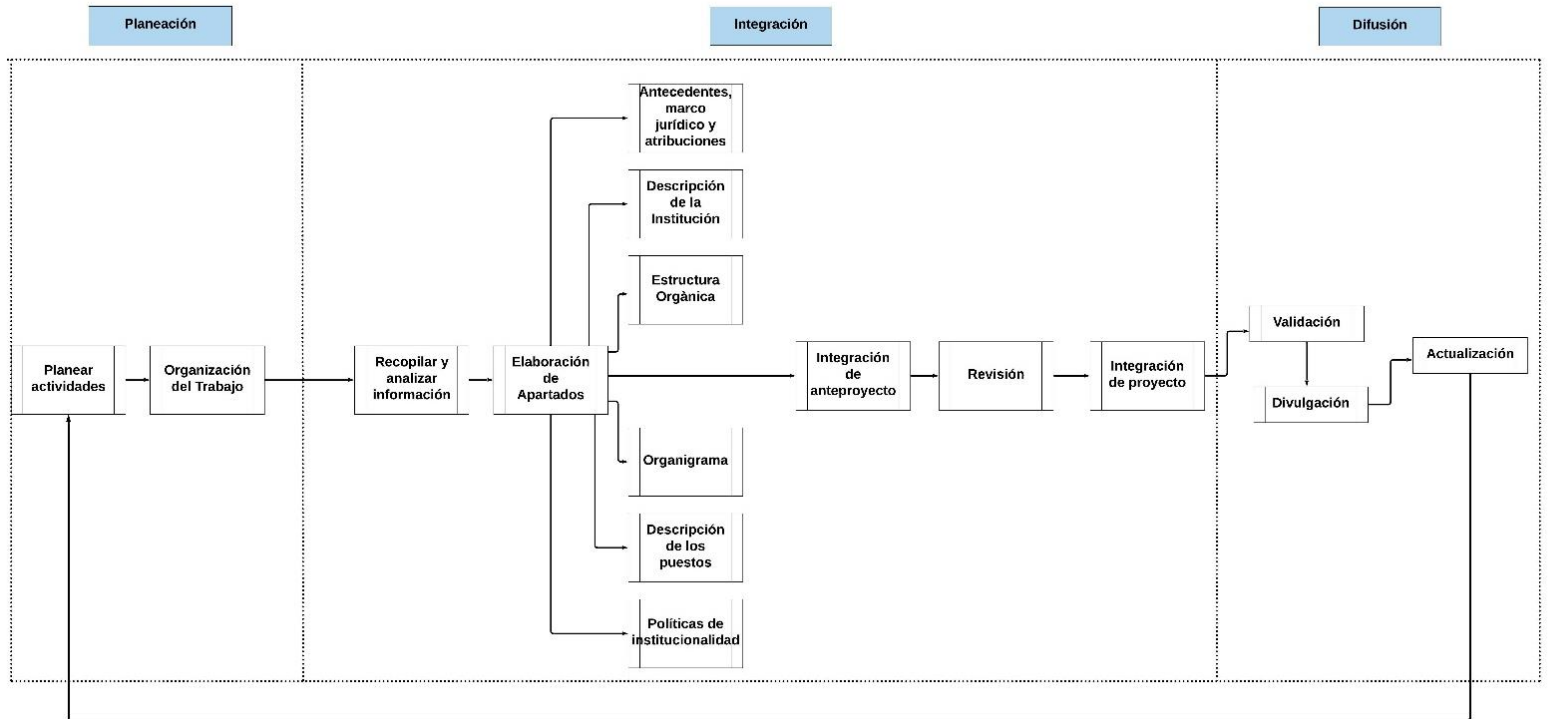 Planeación
Integración
Difusión
Antecedentes,
marco
jurídico y
atribuciones
Descripción
de la
Institución
Estructura
Orgànica
Planear
actividades
Organización
del Trabajo
Recopilar y
analizar
información
Elaboración
de
Apartados
Integración
de
anteproyecto
Revisión
Integración
de proyecto
Validación
Divulgación
Actualización
Organigrama
Descripción
de los
puestos
Políticas de
institucionalidad